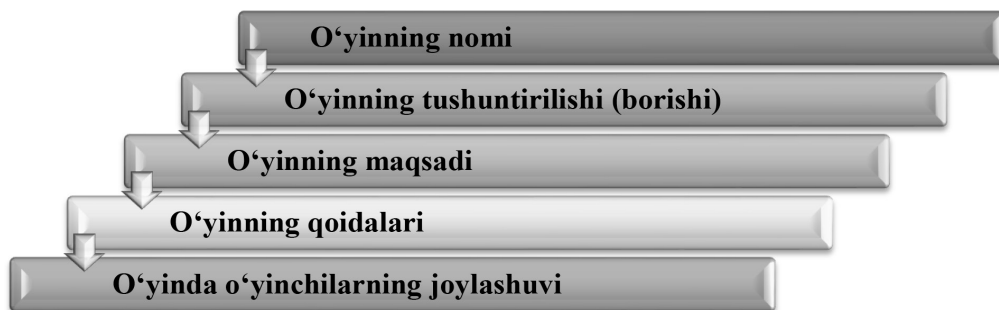 O‘yinning nomi
O‘yinning tushuntirilishi (borishi)
O‘yinning maqsadi
O‘yinning qoidalari
O‘yinda o‘yinchilarning joylashuvi